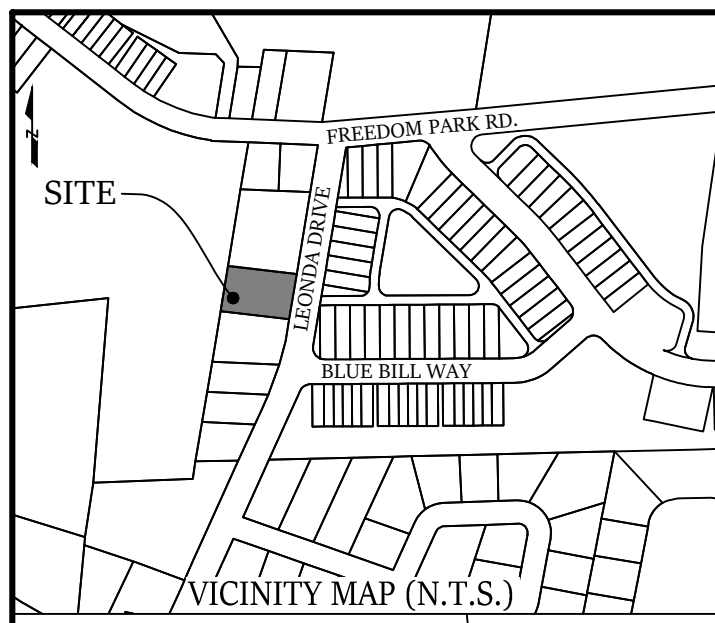 FREEDOM PARK RD.
N
SITE
LEONDA DRIVE
BLUE BILL WAY
VICINITY MAP (N.T.S.)